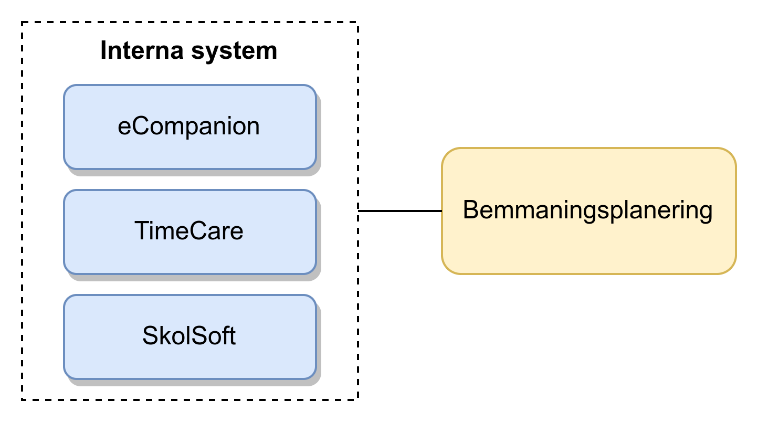 Interna system
eCompanion
TimeCare
SkolSoft
Bemmaningsplanering